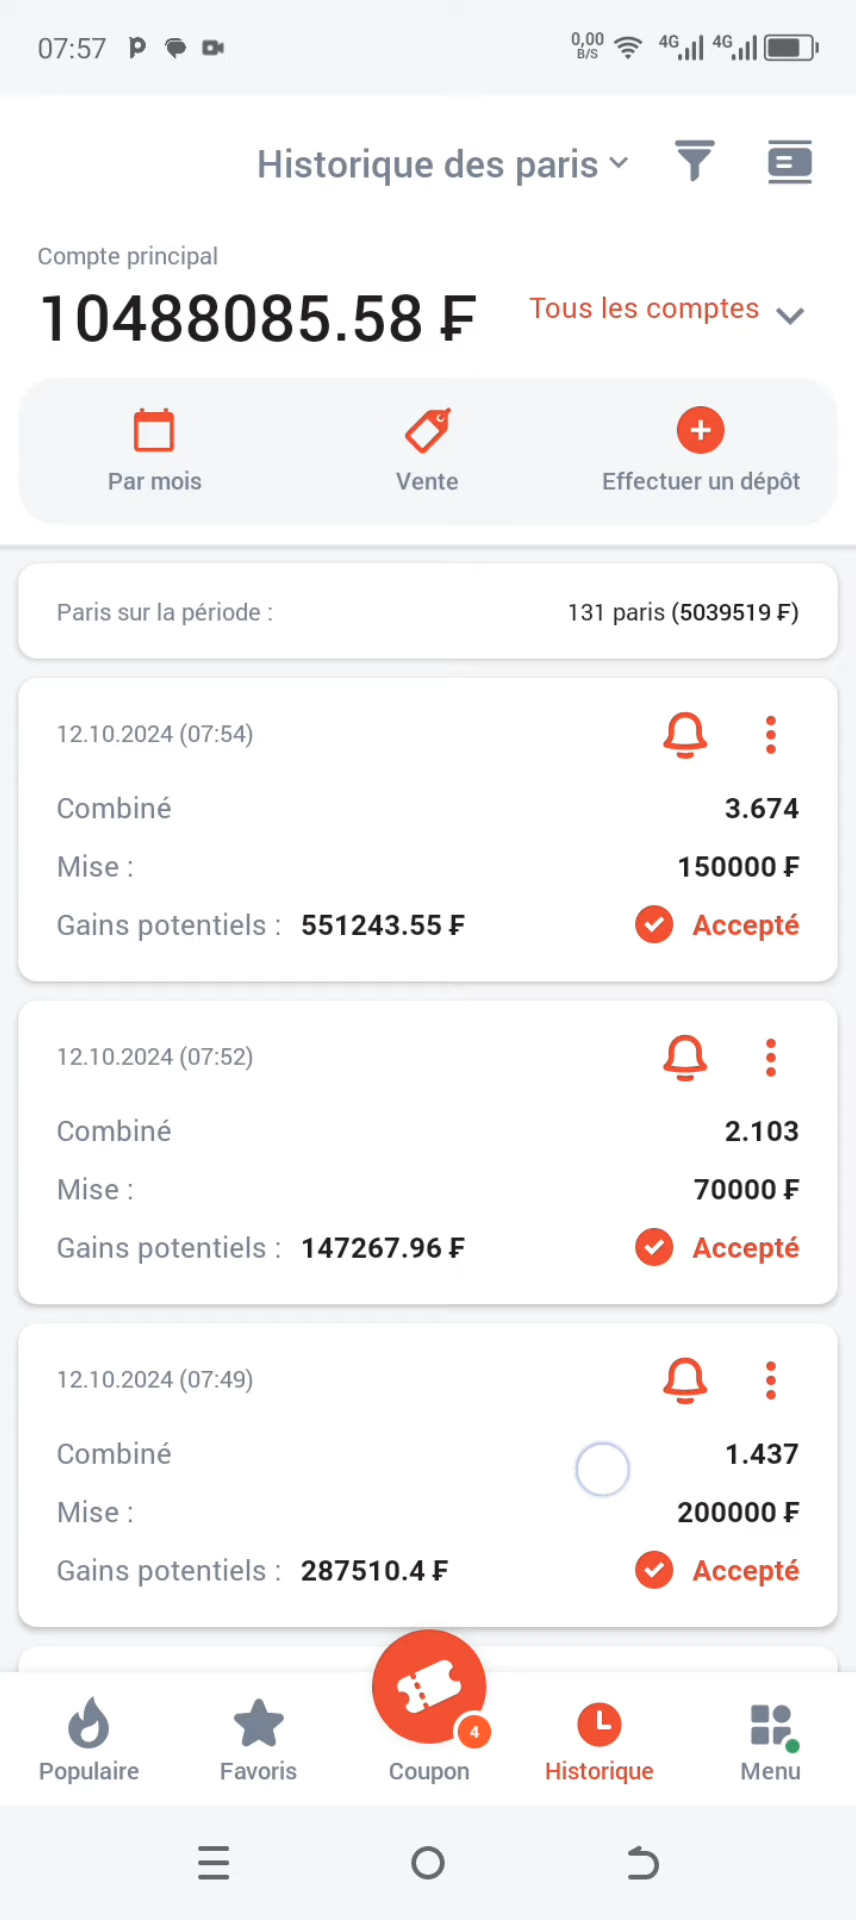 07:57 0,00 B/S 4G 4G
Historique des paris
Compte principal
10488085.58 ₣ Tous les comptes
Par mois Vente Effectuer un dépôt
Paris sur la période : 131 paris (5039519 ₣)
12.10.2024 (07:54)
Combiné 3.674
Mise : 150000 ₣
Gains potentiels : 551243.55 ₣ Accepté
12.10.2024 (07:52)
Combiné 2.103
Mise : 70000 ₣
Gains potentiels : 147267.96 ₣ Accepté
12.10.2024 (07:49)
Combiné 1.437
Mise : 200000 ₣
Gains potentiels : 287510.4 ₣ Accepté
4
Populaire Favoris Coupon Historique Menu